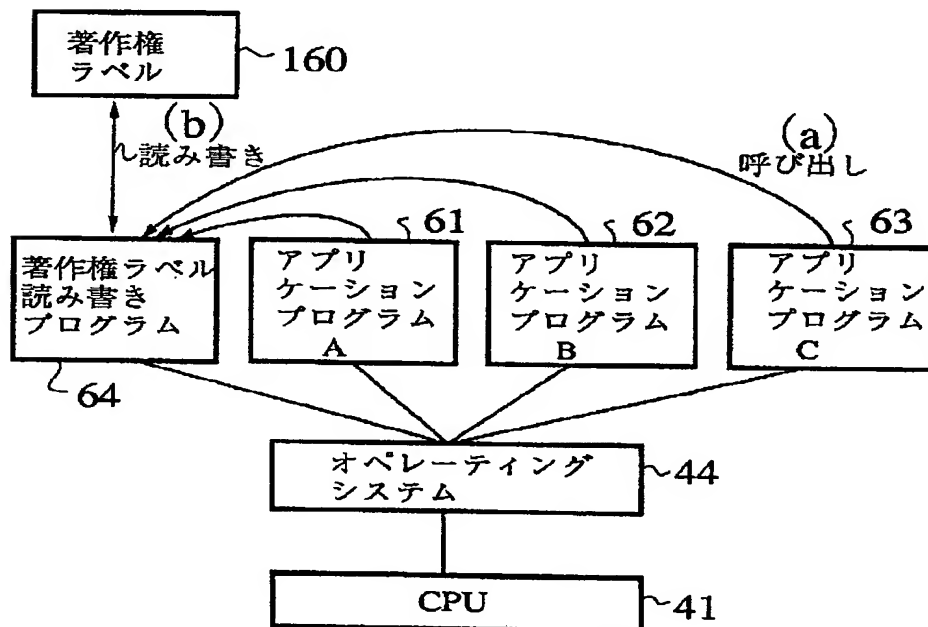 著作権
ラベル
160
(b)
読み書き
(a)
呼び出し
61
62
63
著作権ラベル
読み書き
プログラム
アプリ
ケーション
プログラム
A
アプリ
ケーション
プログラム
B
アプリ
ケーション
プログラム
C
64
オペレーティング
システム
44
CPU
41